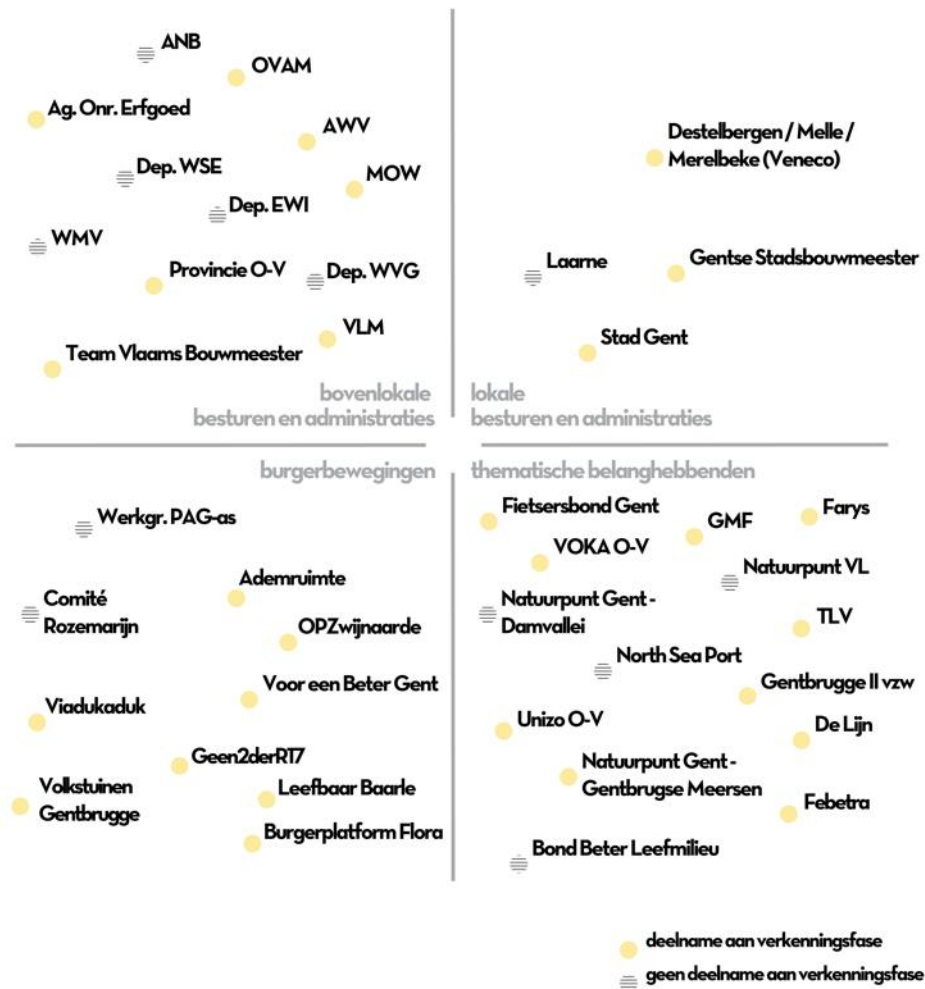 ANB
OVAM
Ag. Onr. Erfgoed
AWV
Dep. WSE
MOW
Dep. EWI
WMV
Provincie O-V
Dep. WVG
VLM
Team Vlaams Bouwmeester
bovenlokale
besturen en administraties
Destelbergen / Melle /
Merelbeke (Veneco)
Laarne
Gentse Stadsbouwmeester
Stad Gent
lokale
besturen en administraties
burgerbewegingen
Werkgr. PAG-as
Ademruimte
Comité
Rozemarijn
OPZwijnaarde
Voor een Beter Gent
Viadukaduk
Geen2derR17
Volkstuinen
Gentbrugge
Leefbaar Baarle
Burgerplatform Flora
thematische belanghebbenden
Fietsersbond Gent
GMF
Farys
VOKA O-V
Natuurpunt VL
Natuurpunt Gent -
Damvallei
TLV
North Sea Port
Gentbrugge II vzw
Unizo O-V
De Lijn
Natuurpunt Gent -
Gentbrugse Meersen
Febetra
Bond Beter Leefmilieu
deelname aan verkenningsfase
geen deelname aan verkenningsfase